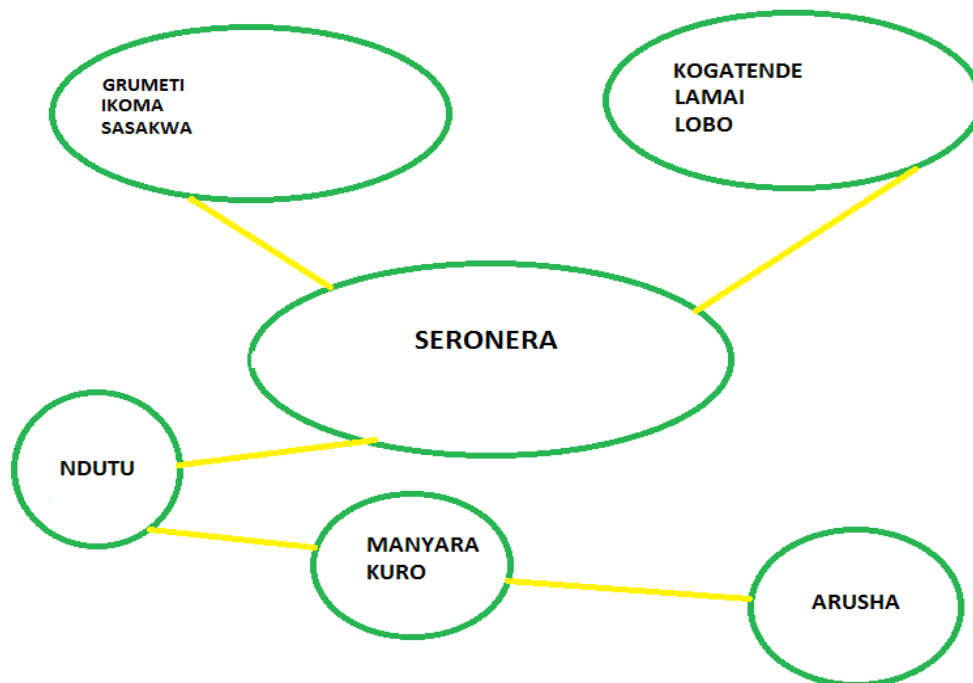 GRUMETI
IKOMA
SASAKWA
KOGATENDE
LAMAI
LOBO
SERONERA
NDUTU
MANYARA
KURO
ARUSHA